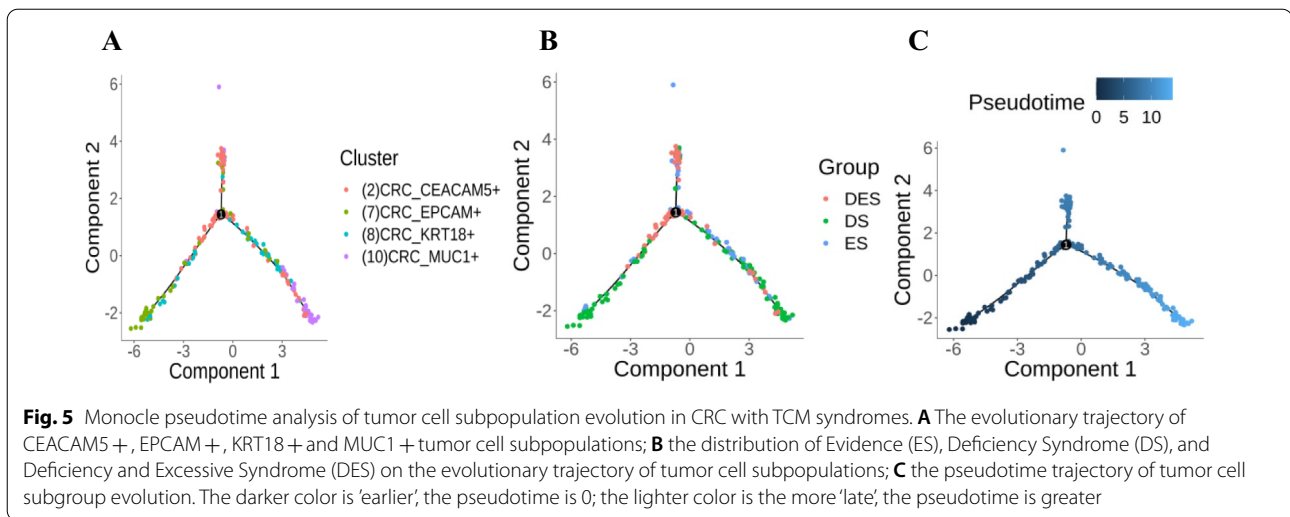 A
6
4
2
0
-2
Component 2
-6 -3 0 3
Component 1
1
Cluster
(2)CRC_CEACAM5+
(7)CRC_EPCAM+
(8)CRC_KRT18+
(10)CRC_MUC1+
B
6
4
2
0
-2
Component 2
-6 -3 0 3
Component 1
1
Group
DES
DS
ES
C
Pseudotime
0 5 10
6
4
2
0
-2
Component 2
-6 -3 0 3
Component 1
1
Fig. 5 Monocle pseudotime analysis of tumor cell subpopulation evolution in CRC with TCM syndromes. A The evolutionary trajectory of
CEACAM5 +, EPCAM +, KRT18 + and MUC1 + tumor cell subpopulations; B the distribution of Evidence (ES), Deficiency Syndrome (DS), and
Deficiency and Excessive Syndrome (DES) on the evolutionary trajectory of tumor cell subpopulations; C the pseudotime trajectory of tumor cell
subgroup evolution. The darker color is 'earlier', the pseudotime is 0; the lighter color is the more 'late', the pseudotime is greater